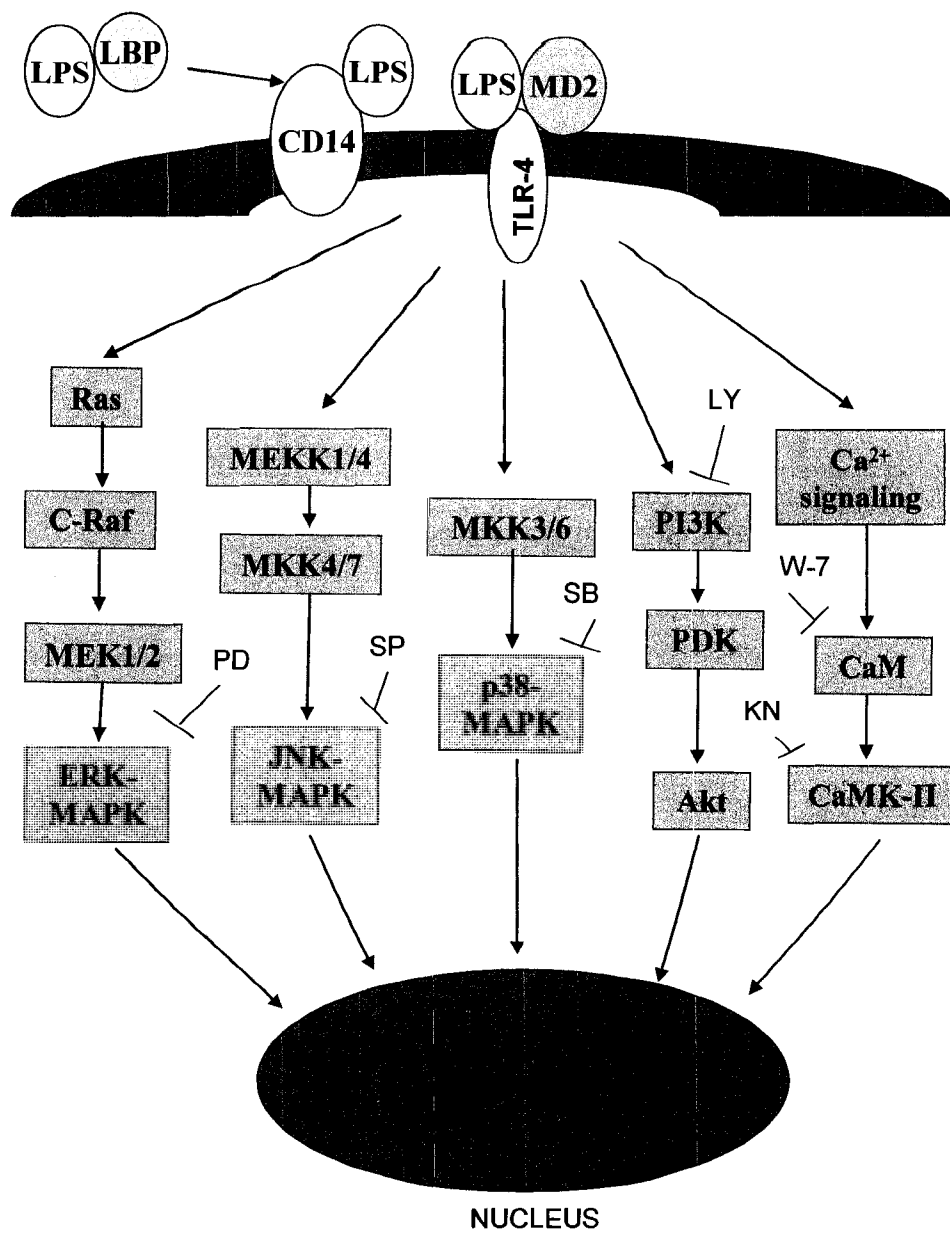 LPS
LBP
CD14
LPS
LPS
MD2
TLR-4
Ras
C-Raf
MEK1/2
PD
ERK-
MAPK
MEKK1/4
MKK4/7
SP
JNK-
MAPK
MKK3/6
SB
p38-
MAPK
LY
PI3K
PDK
Akt
Ca²⁺
signaling
W-7
CaM
KN
CaMK-II
NUCLEUS